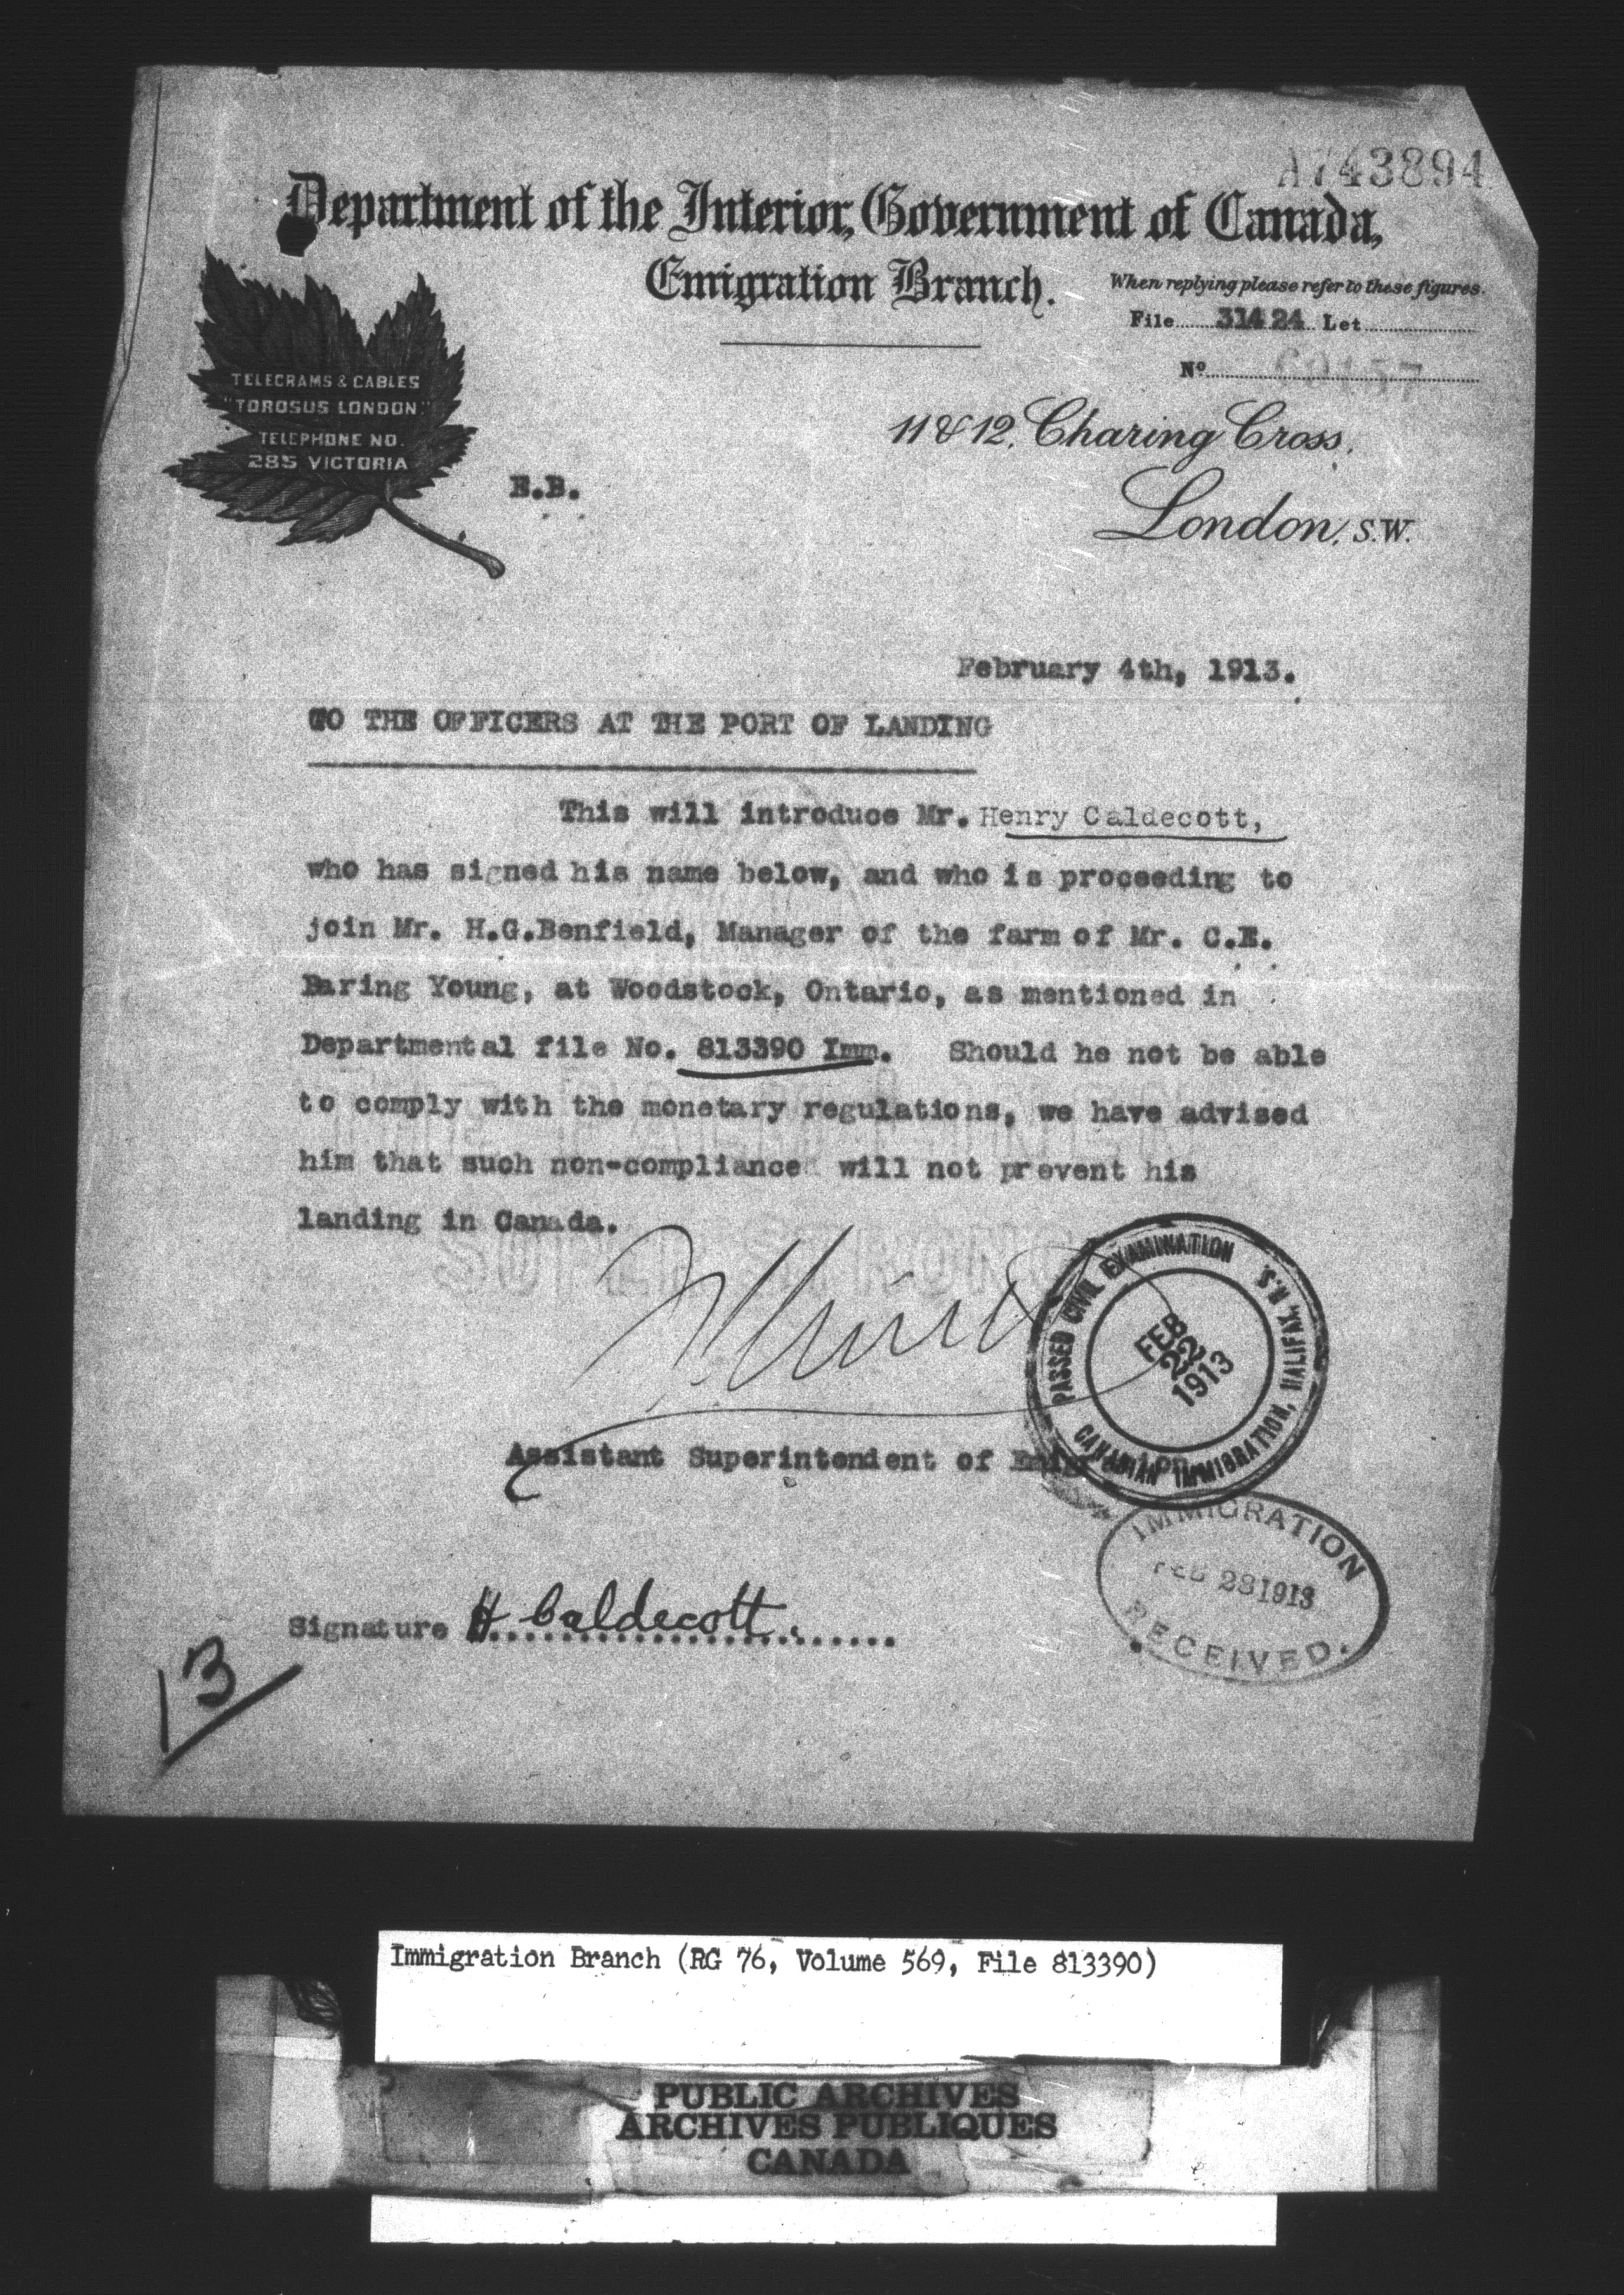 A743894
Department of the Interior, Government of Canada,
Emigration Branch.
When replying please refer to these figures.
File 31424 Let
No
TELEGRAMS & CABLES
"TOROSUS LONDON."
TELEPHONE NO.
285 VICTORIA
11 & 12, Charing Cross,
London, S.W.
E.B.
February 4th, 1913.
TO THE OFFICERS AT THE PORT OF LANDING
This will introduce Mr. Henry Caldecott,
who has signed his name below, and who is proceeding to
join Mr. H.G.Benfield, Manager of the farm of Mr. C.E.
Baring Young, at Woodstock, Ontario, as mentioned in
Departmental file No. 813390 Imm. Should he not be able
to comply with the monetary regulations, we have advised
him that such non-compliance will not prevent his
landing in Canada.
PASSED CIVIL EXAMINATION
FEB
22
1913
CANADIAN IMMIGRATION, HALIFAX, N.S.
Assistant Superintendent of Emigration
IMMIGRATION
FEB 28 1913
RECEIVED.
Signature H Caldecott.
13
Immigration Branch (RG 76, Volume 569, File 813390)
PUBLIC ARCHIVES
ARCHIVES PUBLIQUES
CANADA